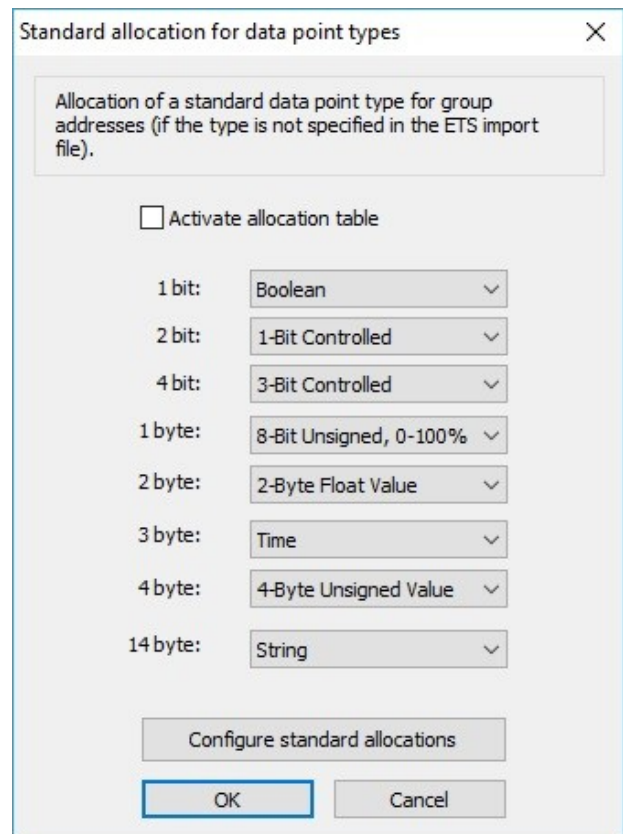 Standard allocation for data point types
Allocation of a standard data point type for group
addresses (if the type is not specified in the ETS import
file).
Activate allocation table
1 bit: Boolean
2 bit: 1-Bit Controlled
4 bit: 3-Bit Controlled
1 byte: 8-Bit Unsigned, 0-100%
2 byte: 2-Byte Float Value
3 byte: Time
4 byte: 4-Byte Unsigned Value
14 byte: String
Configure standard allocations
OK Cancel